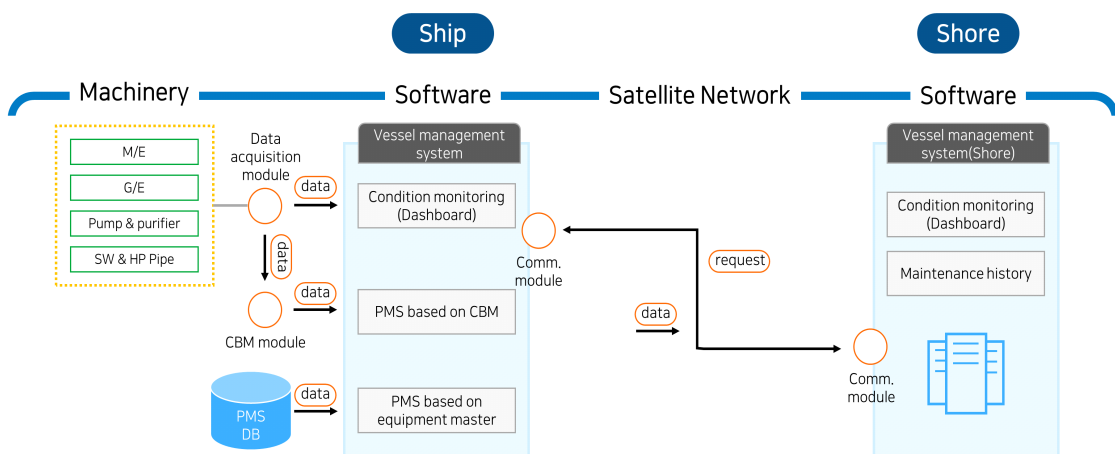 Ship
Shore
Machinery
Software
Satellite Network
Software
M/E
G/E
Pump & purifier
SW & HP Pipe
Data
acquisition
module
data
data
CBM module
data
PMS
DB
data
Vessel management
system
Condition monitoring
(Dashboard)
PMS based on CBM
PMS based on
equipment master
Comm.
module
request
data
Comm.
module
Vessel management
system(Shore)
Condition monitoring
(Dashboard)
Maintenance history